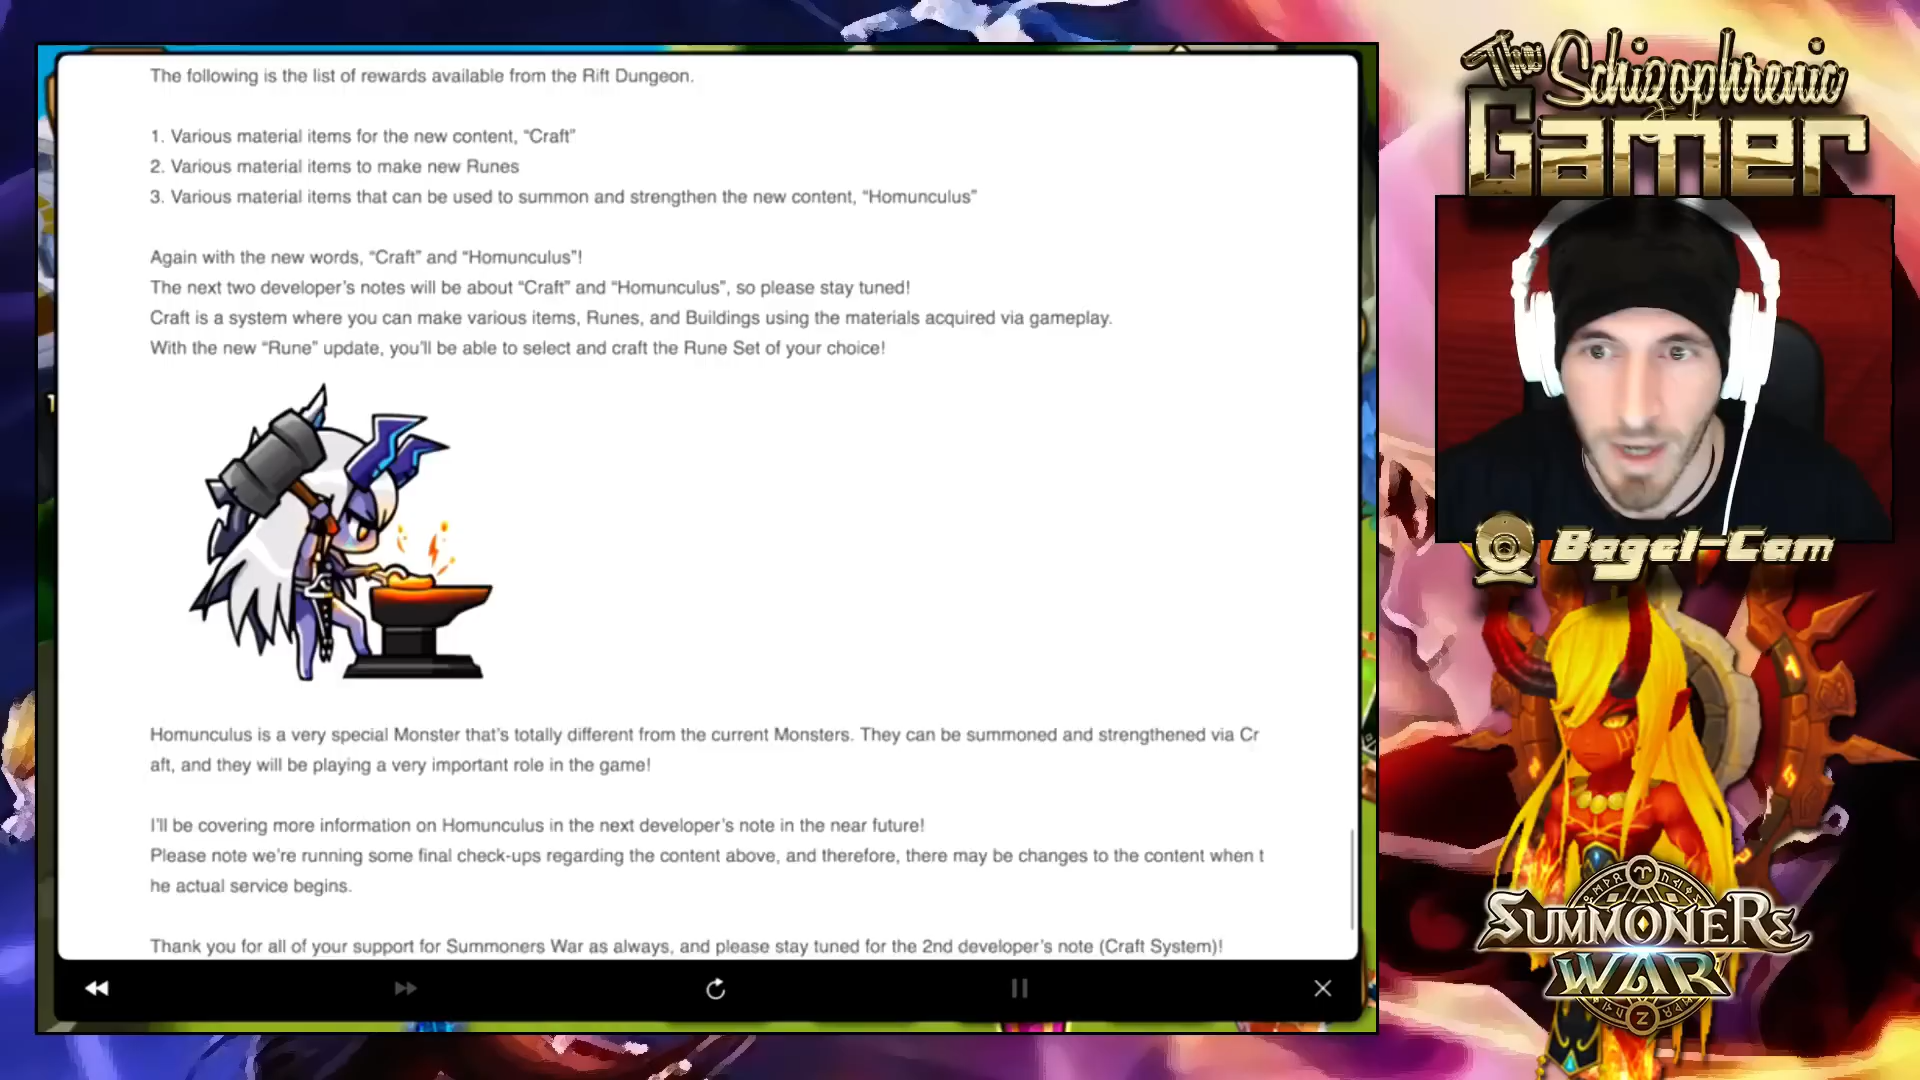 The following is the list of rewards available from the Rift Dungeon.
1. Various material items for the new content, “Craft”
2. Various material items to make new Runes
3. Various material items that can be used to summon and strengthen the new content, “Homunculus”
Again with the new words, “Craft” and “Homunculus”!
The next two developer’s notes will be about “Craft” and “Homunculus”, so please stay tuned!
Craft is a system where you can make various items, Runes, and Buildings using the materials acquired via gameplay.
With the new “Rune” update, you’ll be able to select and craft the Rune Set of your choice!
Homunculus is a very special Monster that’s totally different from the current Monsters. They can be summoned and strengthened via Cr
aft, and they will be playing a very important role in the game!
I’ll be covering more information on Homunculus in the next developer’s note in the near future!
Please note we’re running some final check-ups regarding the content above, and therefore, there may be changes to the content when t
he actual service begins.
Thank you for all of your support for Summoners War as always, and please stay tuned for the 2nd developer’s note (Craft System)!
The Schizophrenic
Gamer
Bagel-Cam
SUMMONERS
WAR